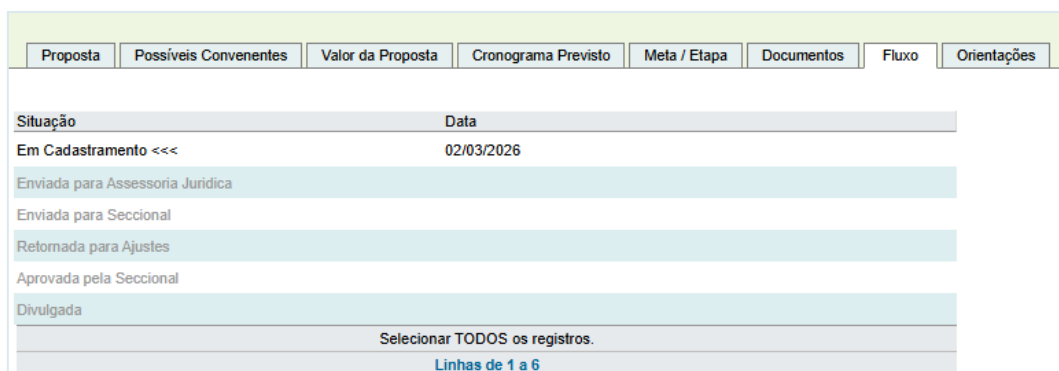 Proposta Possíveis Convenentes Valor da Proposta Cronograma Previsto Meta / Etapa Documentos Fluxo Orientações
Situação Data
Em Cadastramento <<< 02/03/2026
Enviada para Assessoria Juridica
Enviada para Seccional
Retornada para Ajustes
Aprovada pela Seccional
Divulgada
Selecionar TODOS os registros.
Linhas de 1 a 6